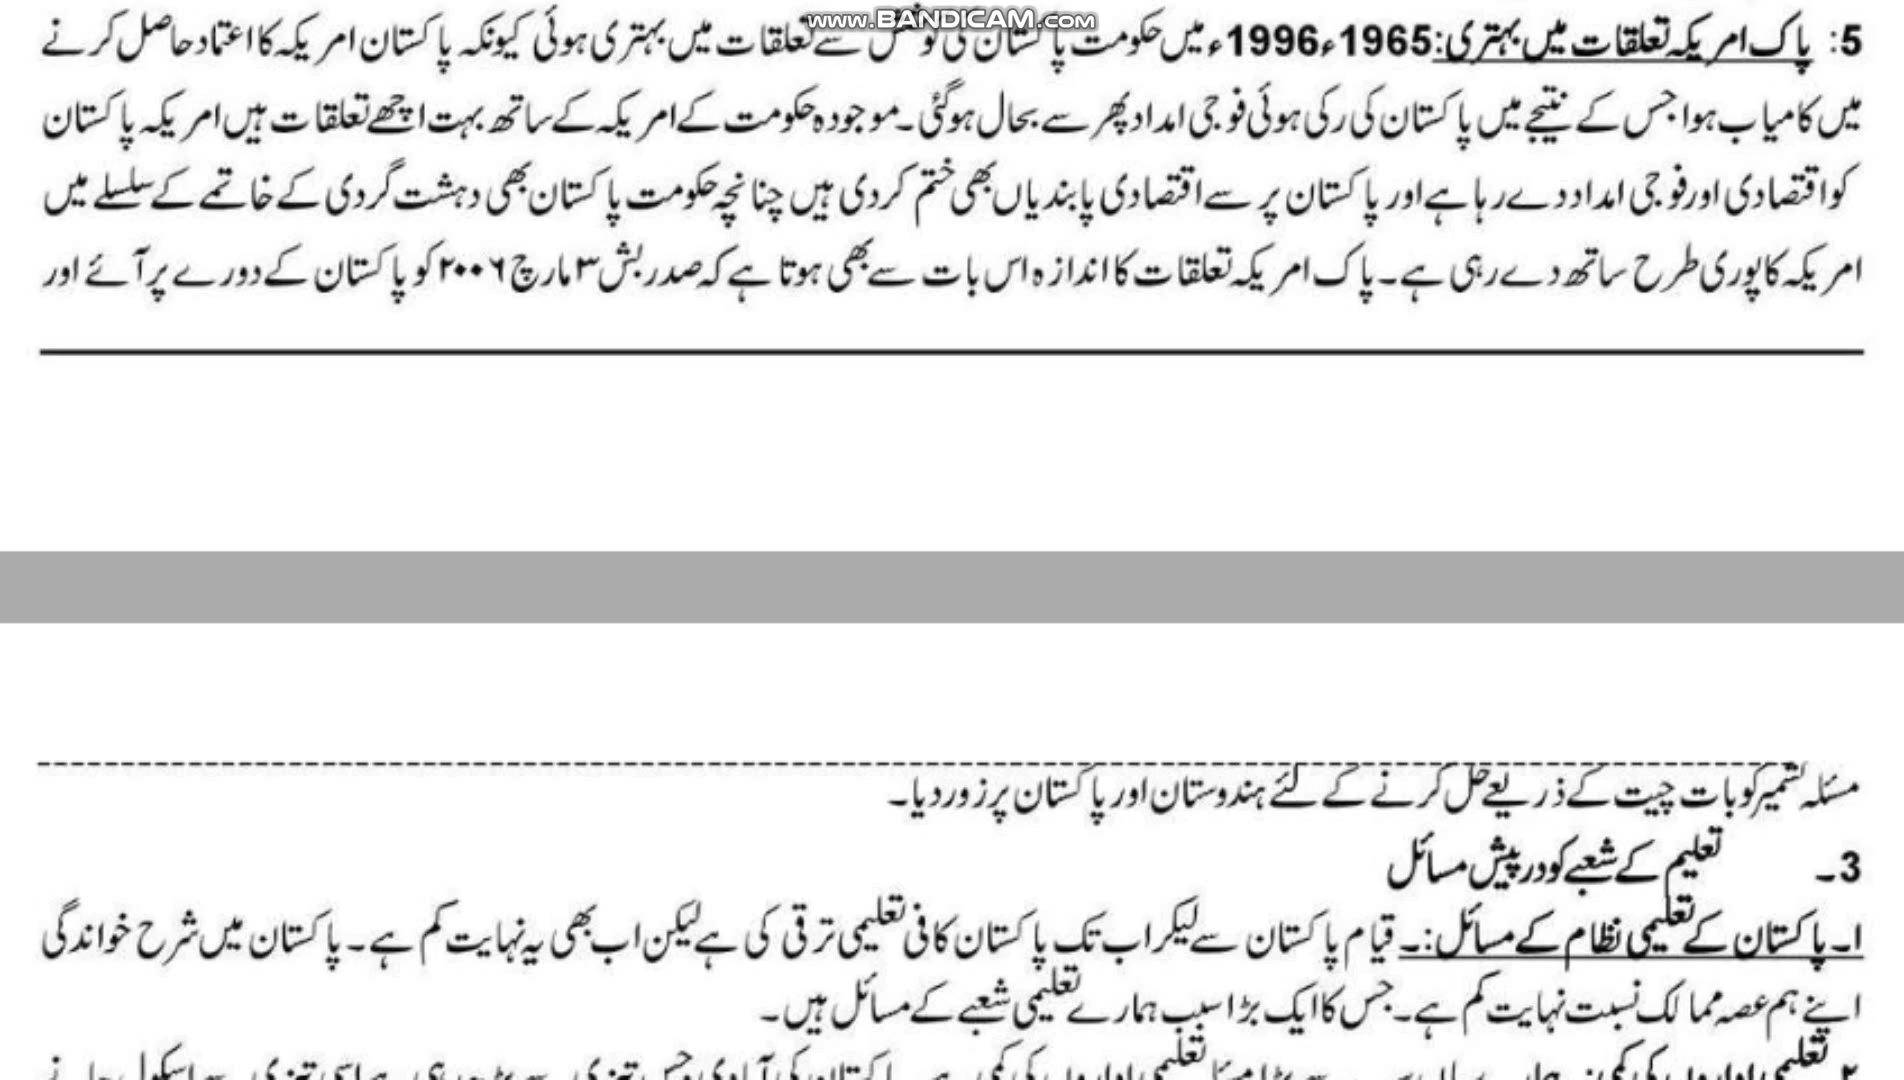 www.BANDICAM.com
5: پاک امریکہ تعلقات میں بہتری: 1965ء1996ء میں حکومت پاکستان کی کوشش سے تعلقات میں بہتری ہوئی کیونکہ پاکستان امریکہ کا اعتماد حاصل کرنے
میں کامیاب ہوا جس کے نتیجے میں پاکستان کی رکی ہوئی فوجی امداد پھر سے بحال ہوگئی۔ موجودہ حکومت کے امریکہ کے ساتھ بہت اچھے تعلقات ہیں امریکہ پاکستان
کو اقتصادی اور فوجی امداد دے رہا ہے اور پاکستان پر سے اقتصادی پابندیاں بھی ختم کردی ہیں چنانچہ حکومت پاکستان بھی دہشت گردی کے خاتمے کے سلسلے میں
امریکہ کا پوری طرح ساتھ دے رہی ہے۔ پاک امریکہ تعلقات کا اندازہ اس بات سے بھی ہوتا ہے کہ صدر بش ۳ مارچ ۲۰۰۶ کو پاکستان کے دورے پر آئے اور
مسئلہ کشمیر کو بات چیت کے ذریعے حل کرنے کے لئے ہندوستان اور پاکستان پر زور دیا۔
3۔ تعلیم کے شعبے کو درپیش مسائل
۱۔ پاکستان کے تعلیمی نظام کے مسائل:۔ قیام پاکستان سے لیکر اب تک پاکستان کافی تعلیمی ترقی کی ہے لیکن اب بھی یہ نہایت کم ہے۔ پاکستان میں شرح خواندگی
اپنے ہم عصہ ممالک نسبت نہایت کم ہے۔ جس کا ایک بڑا سبب ہمارے تعلیمی شعبے کے مسائل ہیں۔